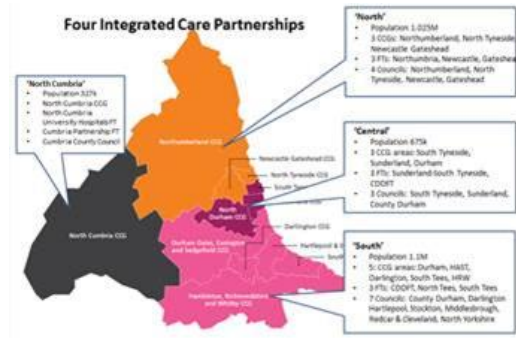 Four Integrated Care Partnerships
'North'
Population 1.025M
3 CCGs: Northumberland, North Tyneside,
Newcastle Gateshead
3 FTs: Northumbria, Newcastle, Gateshea
4 Councils: Northumberland, North
Tyneside, Newcastle, Gateshead
'North Cumbria'
Population 327k
North Cumbria CCG
North Cumbria
University Hospitals FT
Cumbria Partnership FT
Cumbria County Council
'Central'
Population 675k
3 CCG areas: South Tyneside,
Sunderland, Durham
3 FTs: Sunderland South Tyneside,
CDDFT
3 Councils: South Tyneside, Sunderland,
County Durham
'South'
Population 1.1M
5: CCG areas: Durham, HAST,
Darlington, South Tees, HRW
3 FTs: CDDFT, North Tees, South Tees
7 Councils: County Durham, Darlington
Hartlepool, Stockton, Middlesbrough,
Redcar & Cleveland, North Yorkshire
Northumberland CCG
Newcastle Gateshead CCG
North Tyneside CCG
South T
North
Durham CCG
Darlington CCG
North Cumbria CCG
Durham Dales, Easington
and Sedgefield CCG
Hartlepool &
South
Hambleton, Richmondshire
and Whitby CCG